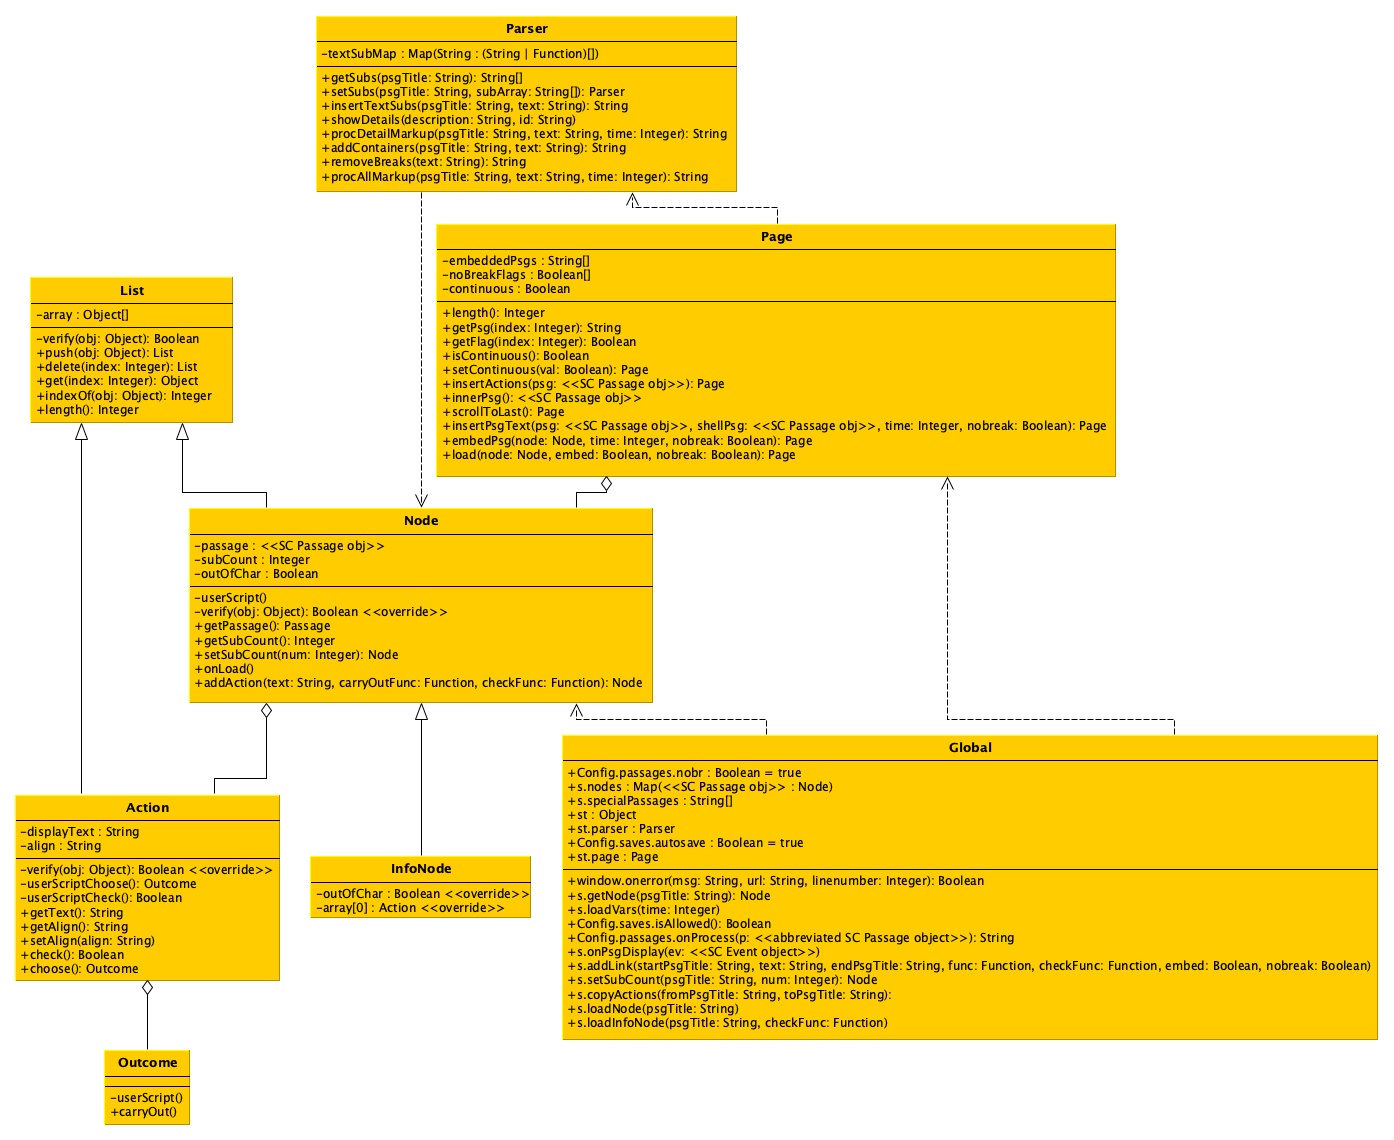 Parser
-textSubMap : Map(String : (String | Function)[])
+getSubs(psgTitle: String): String[]
+setSubs(psgTitle: String, subArray: String[]): Parser
+insertTextSubs(psgTitle: String, text: String): String
+showDetails(description: String, id: String)
+procDetailMarkup(psgTitle: String, text: String, time: Integer): String
+addContainers(psgTitle: String, text: String): String
+removeBreaks(text: String): String
+procAllMarkup(psgTitle: String, text: String, time: Integer): String
Page
-embeddedPsgs : String[]
-noBreakFlags : Boolean[]
-continuous : Boolean
+length(): Integer
+getPsg(index: Integer): String
+getFlag(index: Integer): Boolean
+isContinuous(): Boolean
+setContinuous(val: Boolean): Page
+insertActions(psg: <<SC Passage obj>>): Page
+innerPsg(): <<SC Passage obj>>
+scrollToLast(): Page
+insertPsgText(psg: <<SC Passage obj>>, shellPsg: <<SC Passage obj>>, time: Integer, nobreak: Boolean): Page
+embedPsg(node: Node, time: Integer, nobreak: Boolean): Page
+load(node: Node, embed: Boolean, nobreak: Boolean): Page
List
-array : Object[]
-verify(obj: Object): Boolean
+push(obj: Object): List
+delete(index: Integer): List
+get(index: Integer): Object
+indexOf(obj: Object): Integer
+length(): Integer
Node
-passage : <<SC Passage obj>>
-subCount : Integer
-outOfChar : Boolean
-userScript()
-verify(obj: Object): Boolean <<override>>
+getPassage(): Passage
+getSubCount(): Integer
+setSubCount(num: Integer): Node
+onLoad()
+addAction(text: String, carryOutFunc: Function, checkFunc: Function): Node
Global
+Config.passages.nobr : Boolean = true
+s.nodes : Map(<<SC Passage obj>> : Node)
+s.specialPassages : String[]
+st : Object
+st.parser : Parser
+Config.saves.autosave : Boolean = true
+st.page : Page
+window.onerror(msg: String, url: String, linenumber: Integer): Boolean
+s.getNode(psgTitle: String): Node
+s.loadVars(time: Integer)
+Config.saves.isAllowed(): Boolean
+Config.passages.onProcess(p: <<abbreviated SC Passage object>>): String
+s.onPsgDisplay(ev: <<SC Event object>>)
+s.addLink(startPsgTitle: String, text: String, endPsgTitle: String, func: Function, checkFunc: Function, embed: Boolean, nobreak: Boolean)
+s.setSubCount(psgTitle: String, num: Integer): Node
+s.copyActions(fromPsgTitle: String, toPsgTitle: String):
+s.loadNode(psgTitle: String)
+s.loadInfoNode(psgTitle: String, checkFunc: Function)
Action
-displayText : String
-align : String
-verify(obj: Object): Boolean <<override>>
-userScriptChoose(): Outcome
-userScriptCheck(): Boolean
+getText(): String
+getAlign(): String
+setAlign(align: String)
+check(): Boolean
+choose(): Outcome
InfoNode
-outOfChar : Boolean <<override>>
-array[0] : Action <<override>>
Outcome
-userScript()
+carryOut()